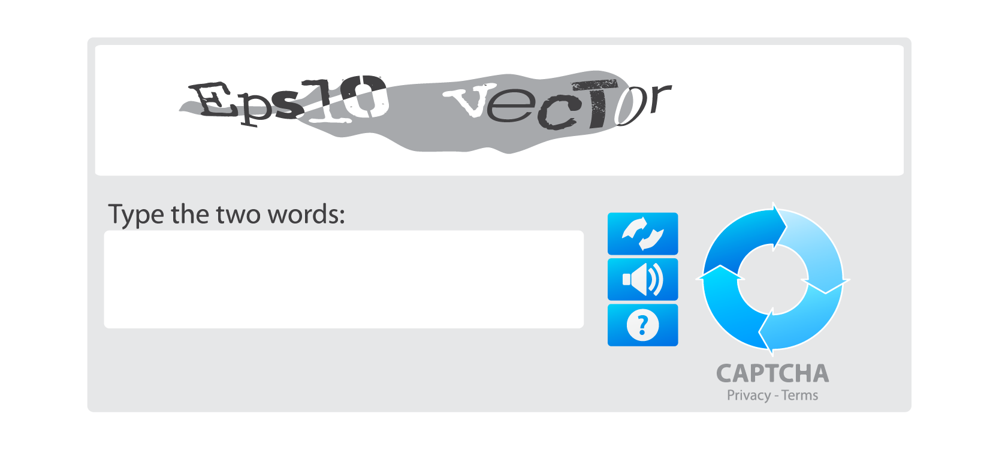 Eps10 vecTor
Type the two words:
?
CAPTCHA
Privacy - Terms